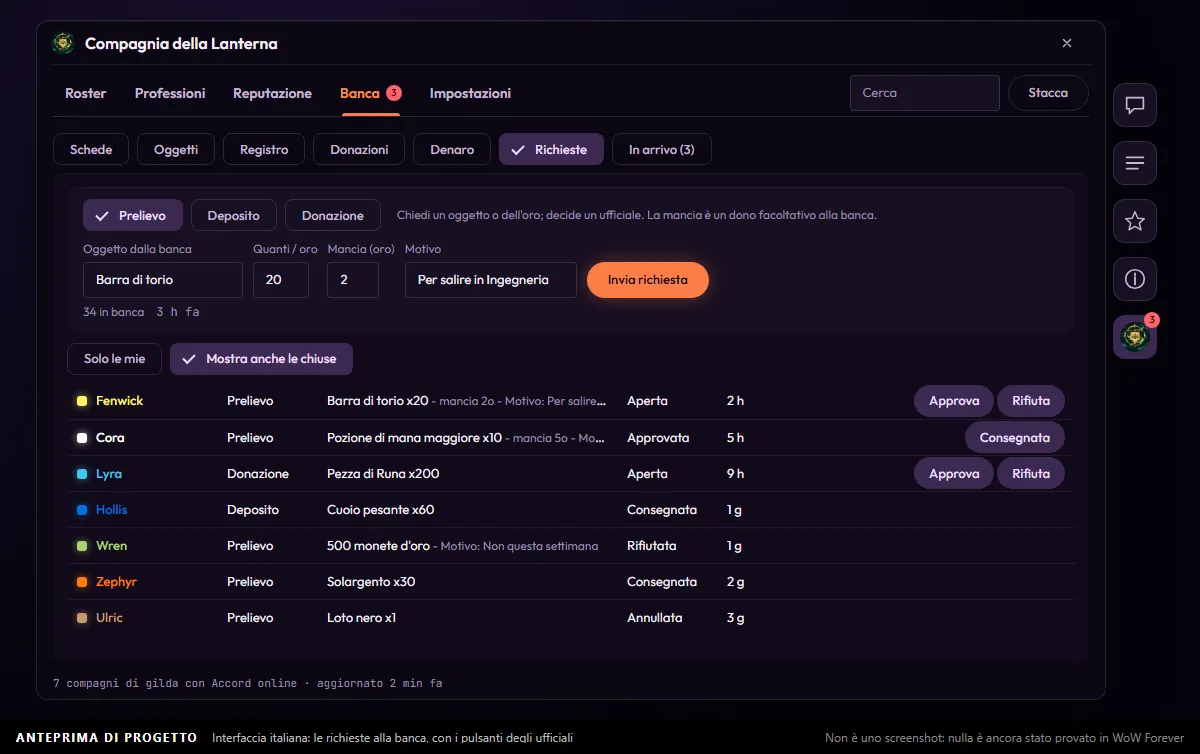 Compagnia della Lanterna
Roster Professioni Reputazione Banca 3 Impostazioni Cerca Stacca
Schede Oggetti Registro Donazioni Denaro Richieste In arrivo (3)
Prelievo Deposito Donazione Chiedi un oggetto o dell'oro; decide un ufficiale. La mancia è un dono facoltativo alla banca.
Oggetto dalla banca Quanti / oro Mancia (oro) Motivo
Barra di torio 20 2 Per salire in Ingegneria Invia richiesta
34 in banca 3 h fa
3
Solo le mie Mostra anche le chiuse
Fenwick Prelievo Barra di torio x20 - mancia 2o - Motivo: Per salire... Aperta 2 h Approva Rifiuta
Cora Prelievo Pozione di mana maggiore x10 - mancia 5o - Mo... Approvata 5 h Consegnata
Lyra Donazione Pezza di Runa x200 Aperta 9 h Approva Rifiuta
Hollis Deposito Cuoio pesante x60 Consegnata 1 g
Wren Prelievo 500 monete d'oro - Motivo: Non questa settimana Rifiutata 1 g
Zephyr Prelievo Solargento x30 Consegnata 2 g
Ulric Prelievo Loto nero x1 Annullata 3 g
7 compagni di gilda con Accord online · aggiornato 2 min fa
ANTEPRIMA DI PROGETTO Interfaccia italiana: le richieste alla banca, con i pulsanti degli ufficiali Non è uno screenshot: nulla è ancora stato provato in WoW Forever